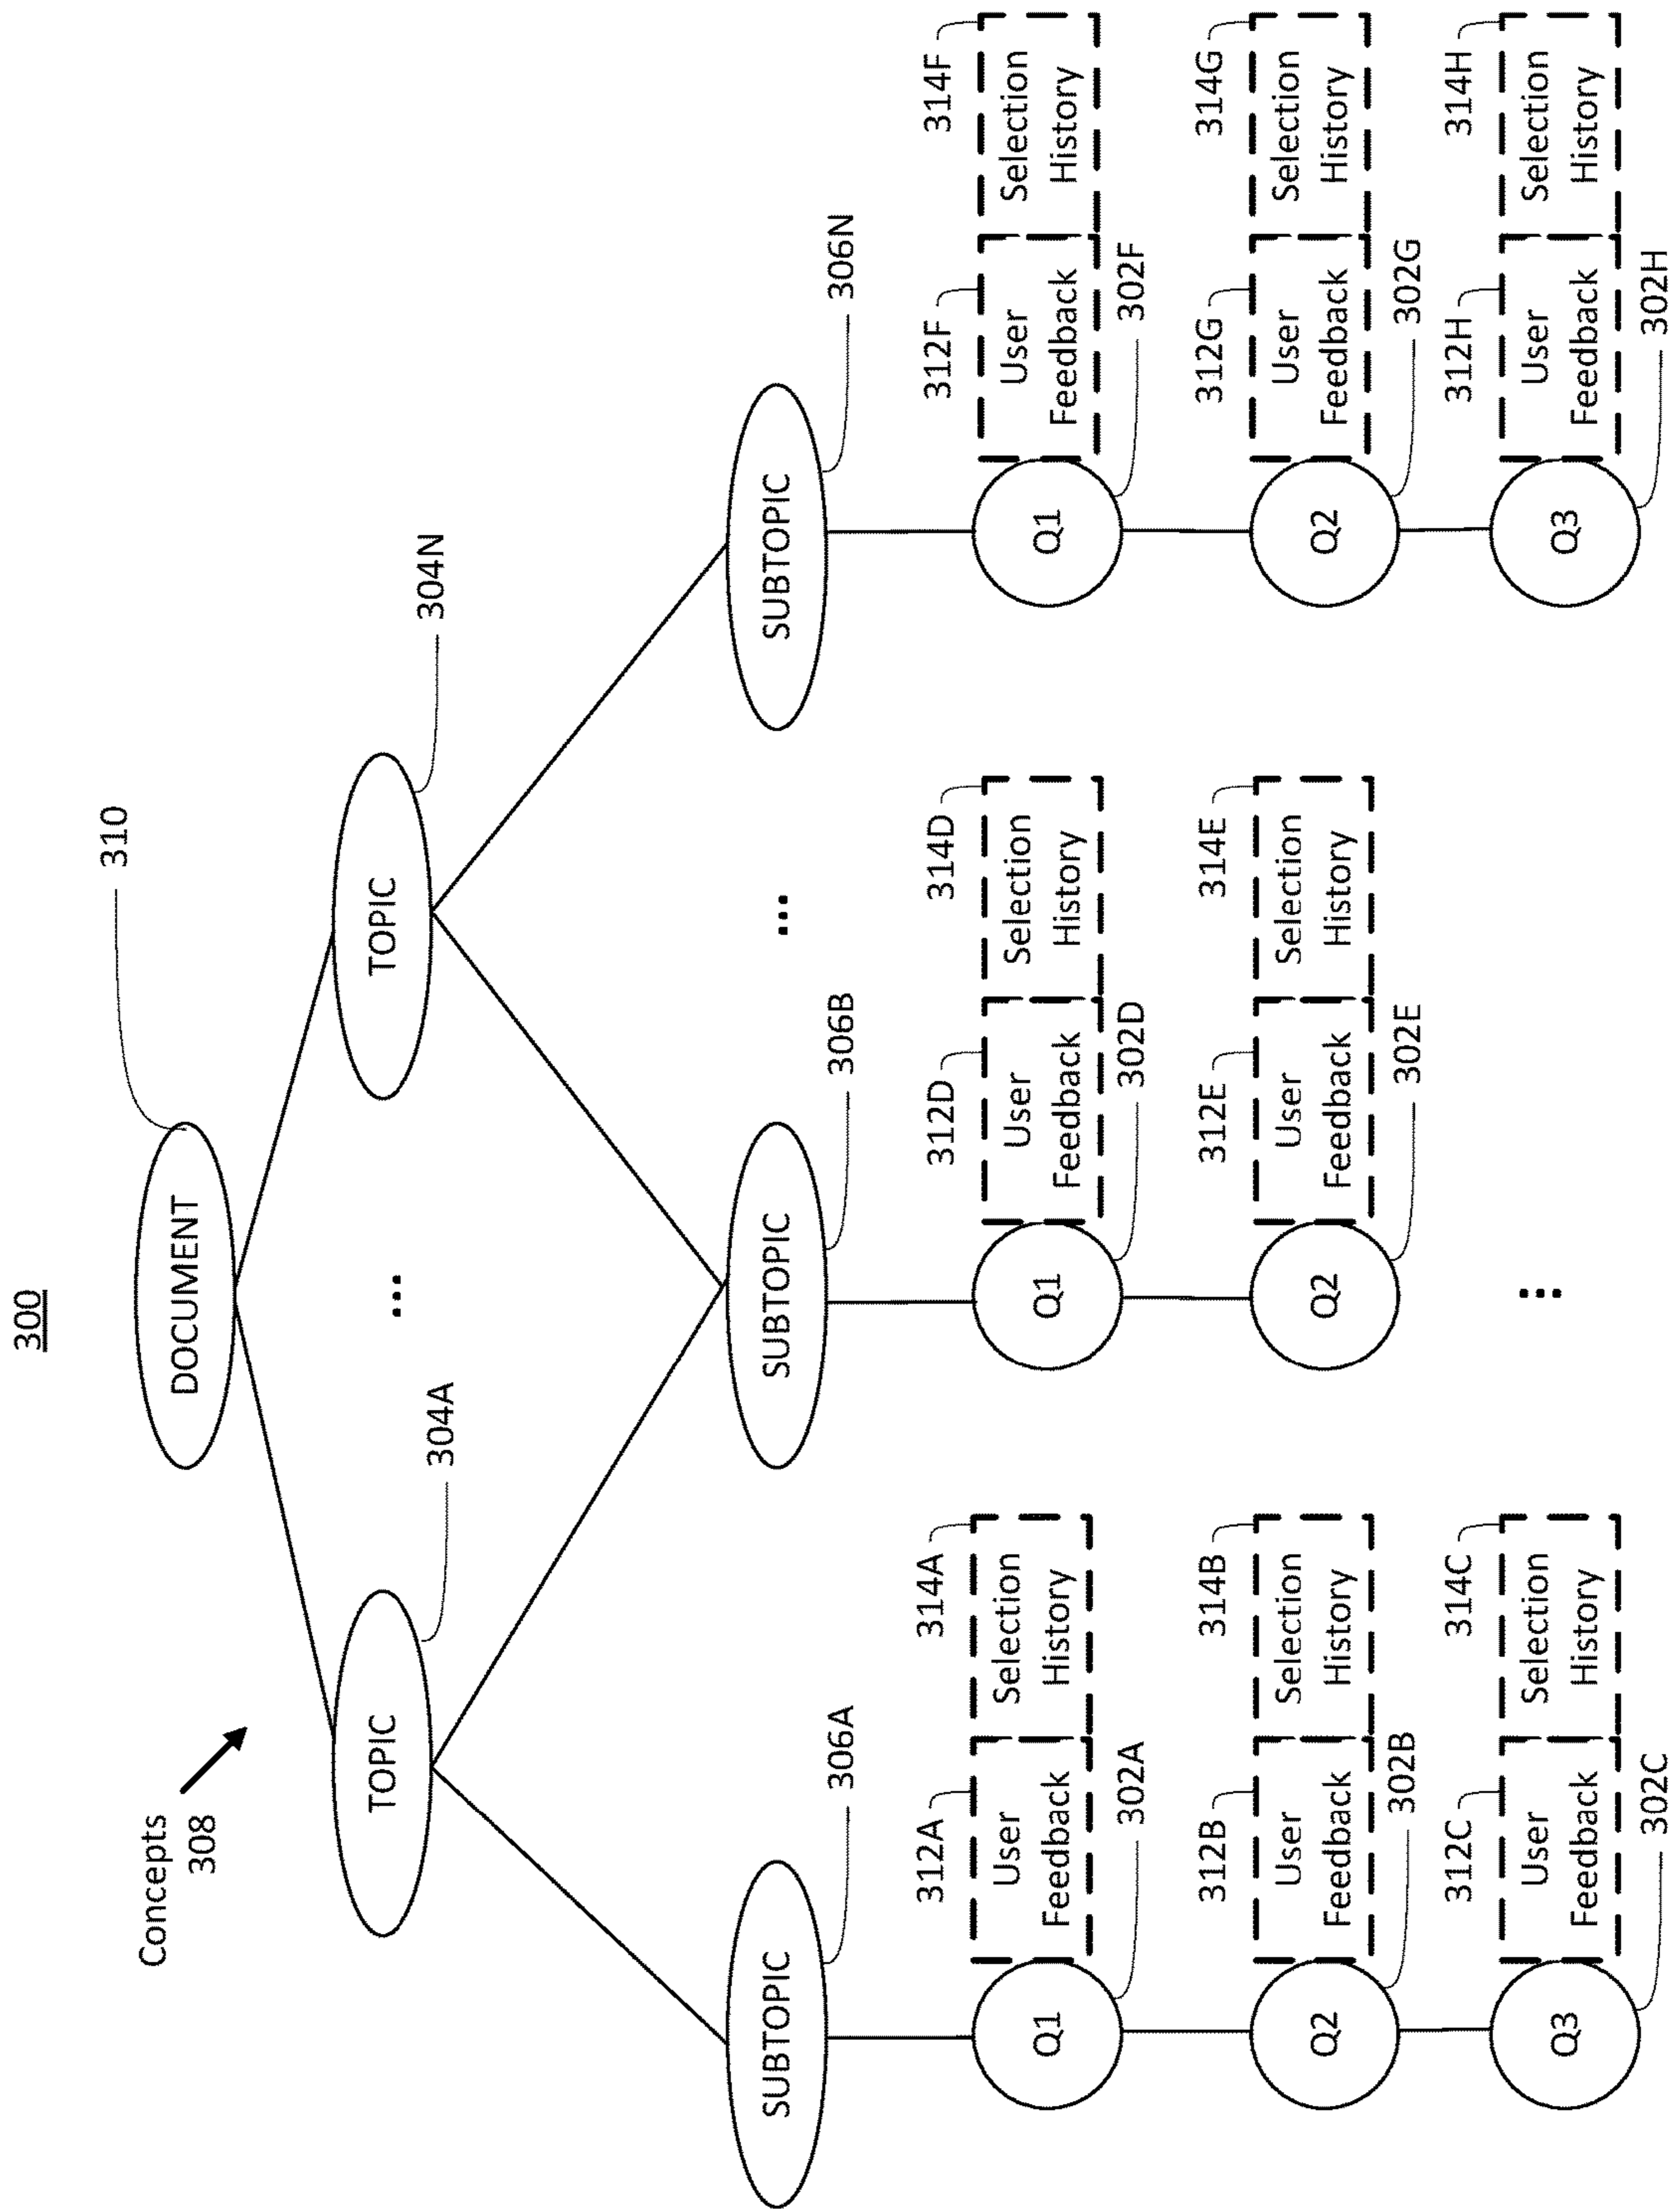 300
DOCUMENT
310
Concepts
308
TOPIC
304A
...
TOPIC
304N
SUBTOPIC
306A
SUBTOPIC
306B
...
SUBTOPIC
306N
312A
314A
Q1
User
Feedback
Selection
History
302A
312D
314D
Q1
User
Feedback
Selection
History
302D
312F
314F
Q1
User
Feedback
Selection
History
302F
312B
314B
Q2
User
Feedback
Selection
History
302B
312E
314E
Q2
User
Feedback
Selection
History
302E
312G
314G
Q2
User
Feedback
Selection
History
302G
312C
314C
Q3
User
Feedback
Selection
History
302C
...
312H
314H
Q3
User
Feedback
Selection
History
302H